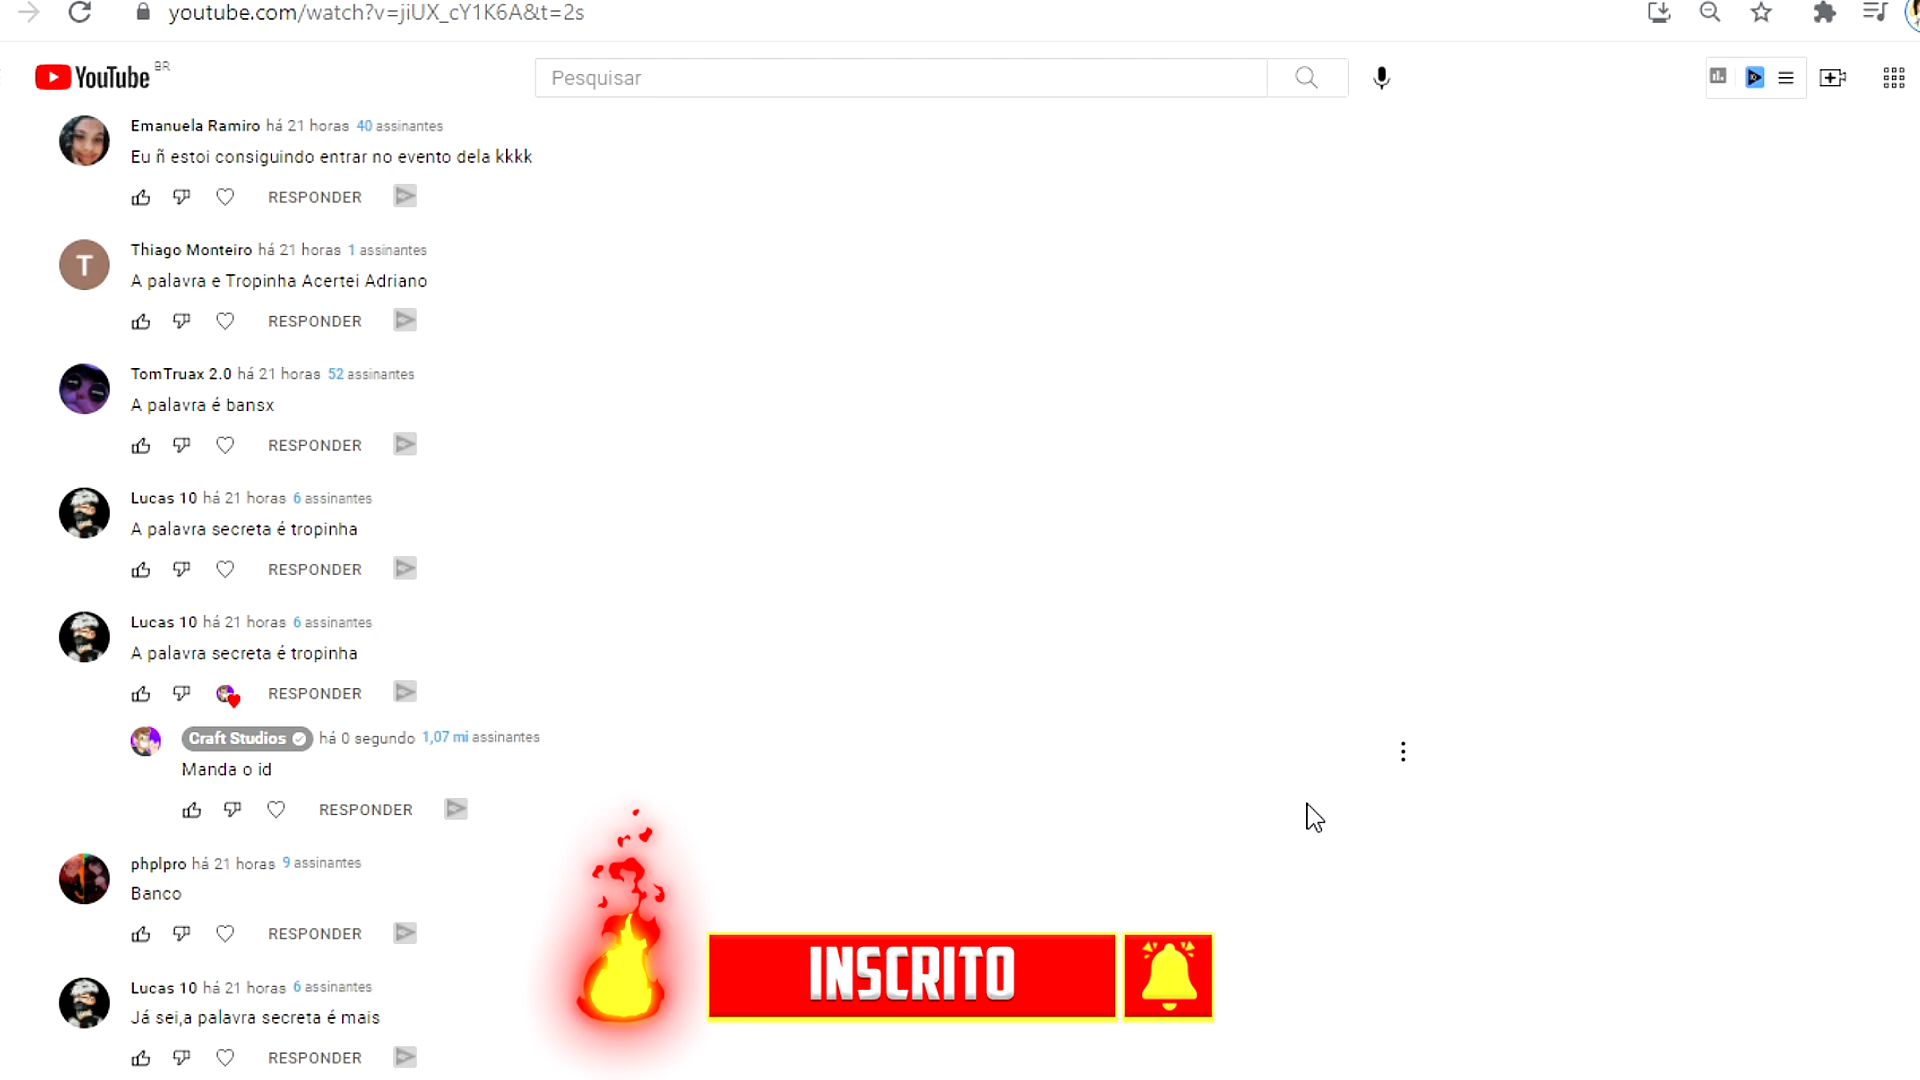 youtube.com/watch?v=jiUX_cY1K6A&t=2s
YouTube BR
Pesquisar
Emanuela Ramiro há 21 horas 40 assinantes
Eu ñ estoi consiguindo entrar no evento dela kkkk
RESPONDER
T
Thiago Monteiro há 21 horas 1 assinantes
A palavra e Tropinha Acertei Adriano
RESPONDER
TomTruax 2.0 há 21 horas 52 assinantes
A palavra é bansx
RESPONDER
Lucas 10 há 21 horas 6 assinantes
A palavra secreta é tropinha
RESPONDER
Lucas 10 há 21 horas 6 assinantes
A palavra secreta é tropinha
RESPONDER
Craft Studios há 0 segundo 1,07 mi assinantes
Manda o id
RESPONDER
phplpro há 21 horas 9 assinantes
Banco
RESPONDER
INSCRITO
Lucas 10 há 21 horas 6 assinantes
Já sei,a palavra secreta é mais
RESPONDER